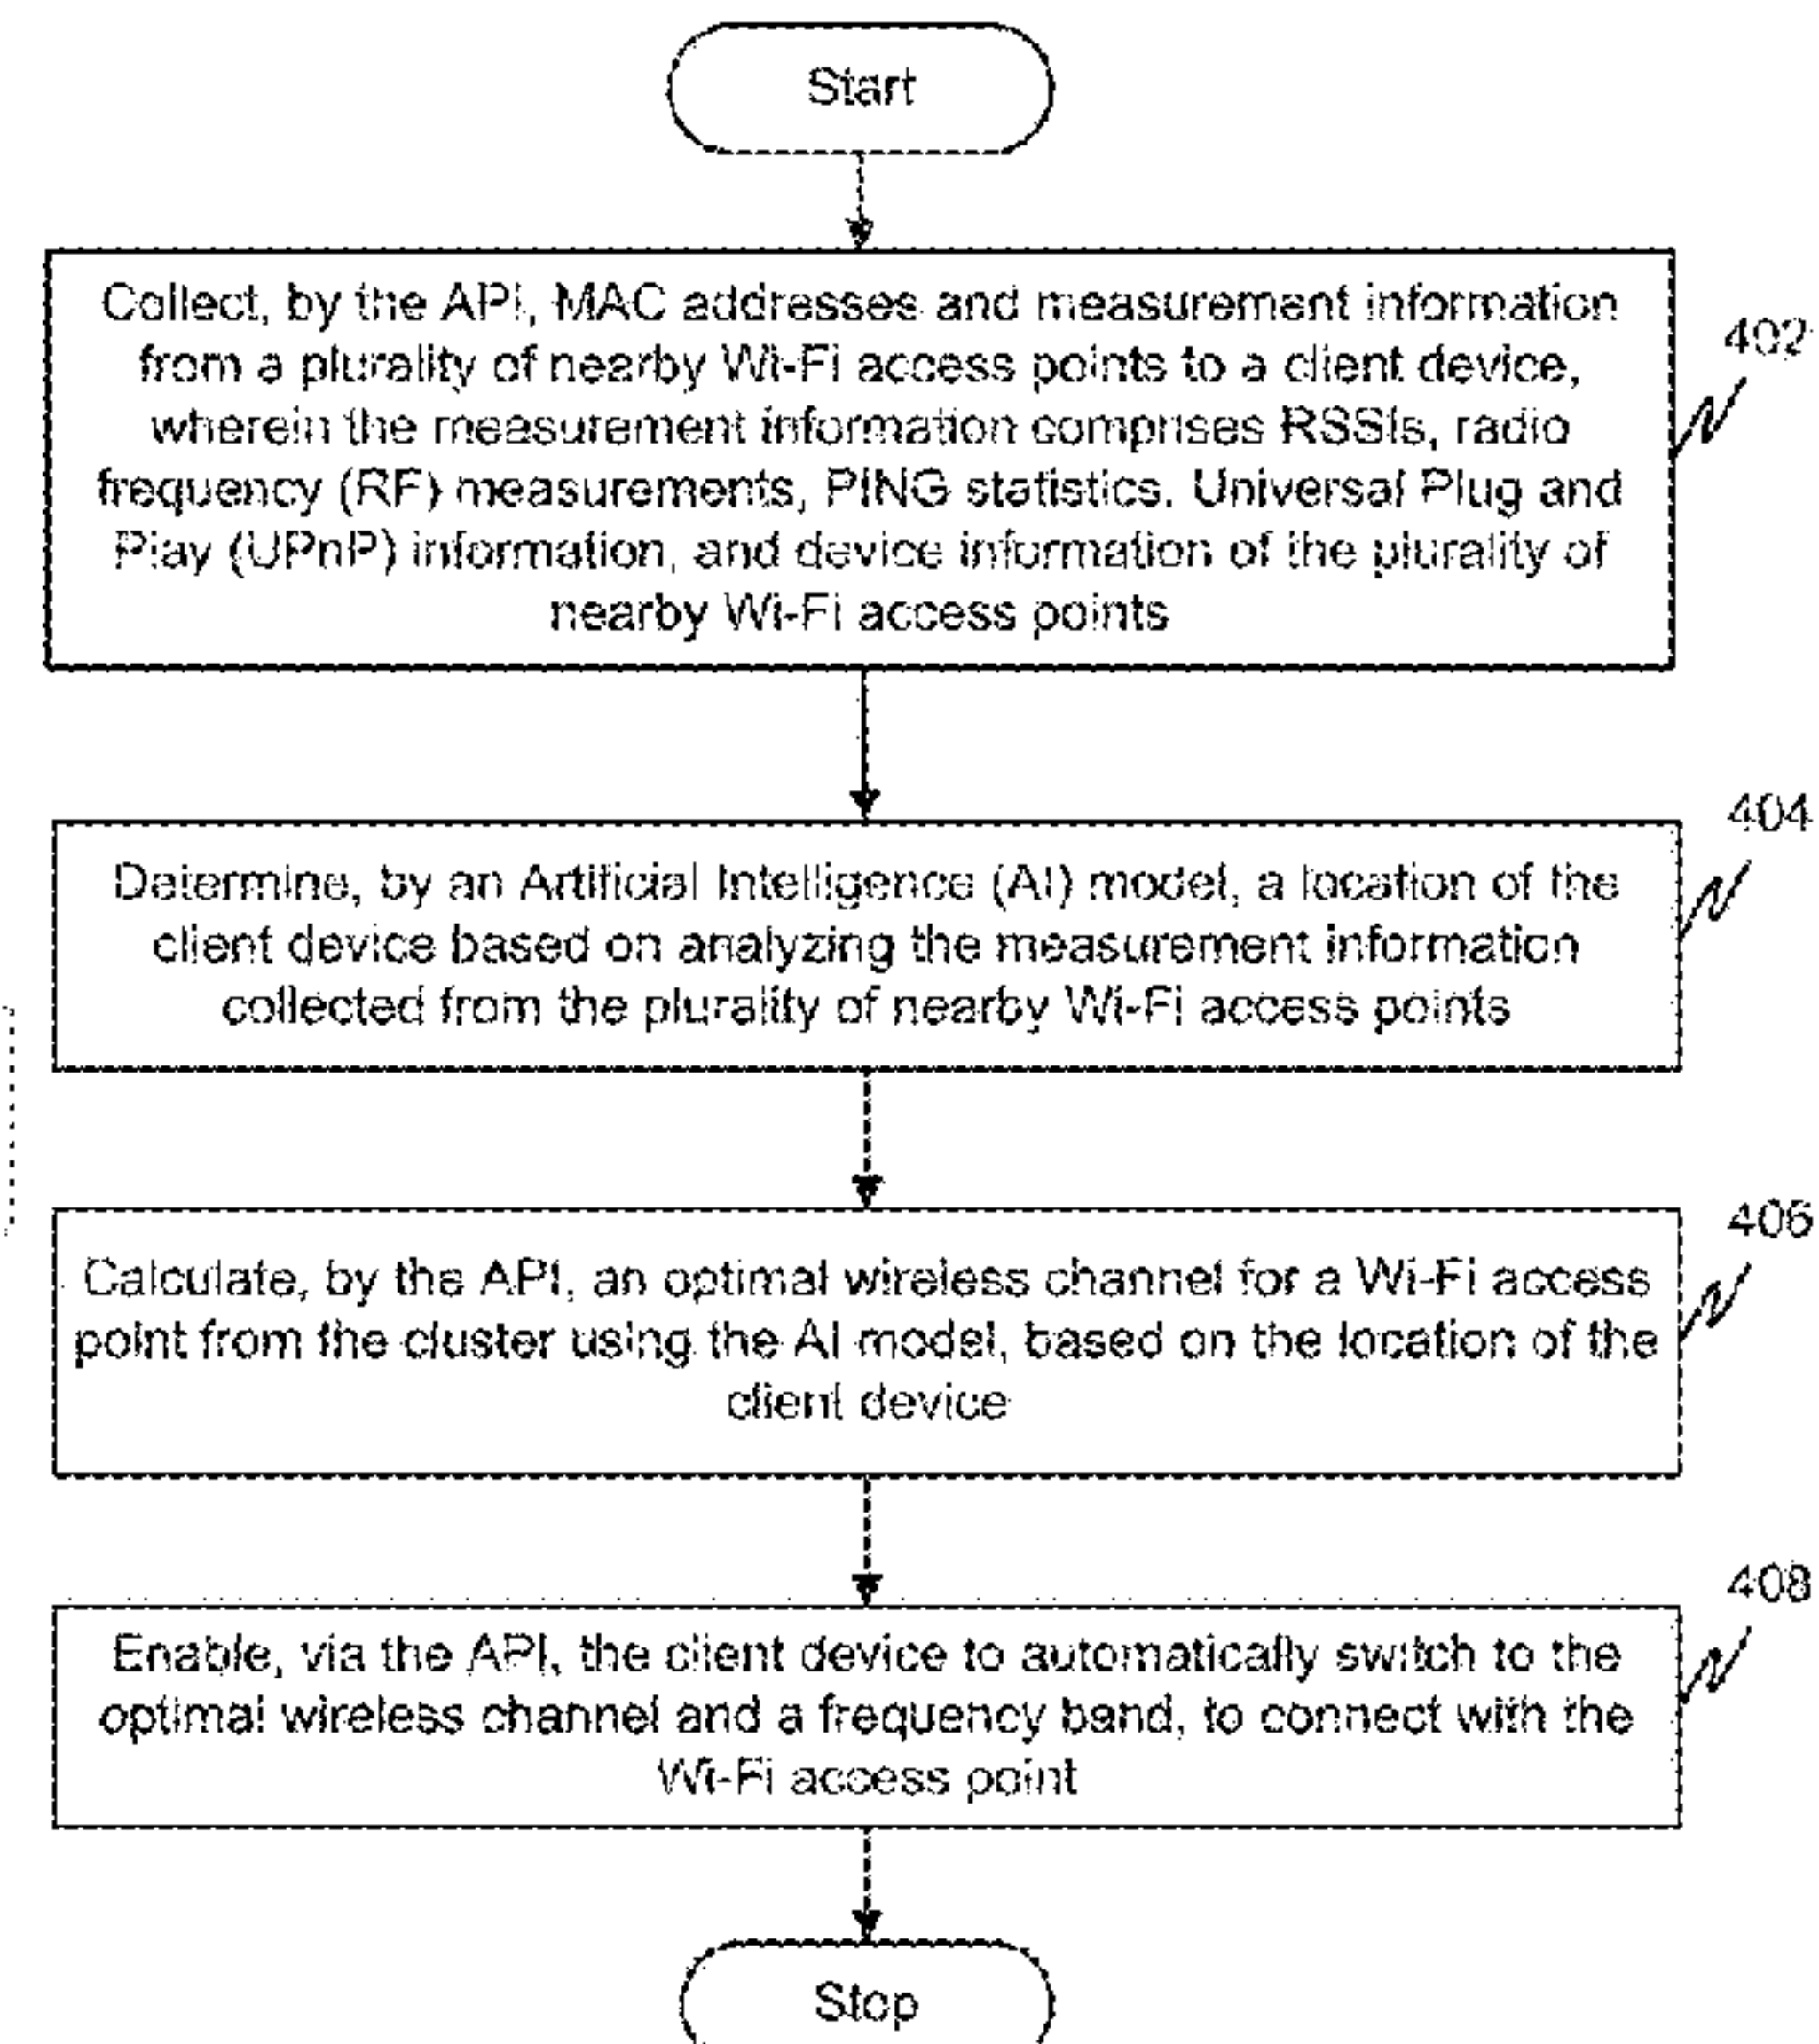 Start
Collect, by the API, MAC addresses and measurement information
from a plurality of nearby Wi-Fi access points to a client device,
wherein the measurement information comprises RSSIs, radio
frequency (RF) measurements, PING statistics, Universal Plug and
Play (UPnP) information, and device information of the plurality of
nearby Wi-Fi access points
402
Determine, by an Artificial Intelligence (AI) model, a location of the
client device based on analyzing the measurement information
collected from the plurality of nearby Wi-Fi access points
404
Calculate, by the API, an optimal wireless channel for a Wi-Fi access
point from the cluster using the AI model, based on the location of the
client device
406
Enable, via the API, the client device to automatically switch to the
optimal wireless channel and a frequency band, to connect with the
Wi-Fi access point
408
Stop